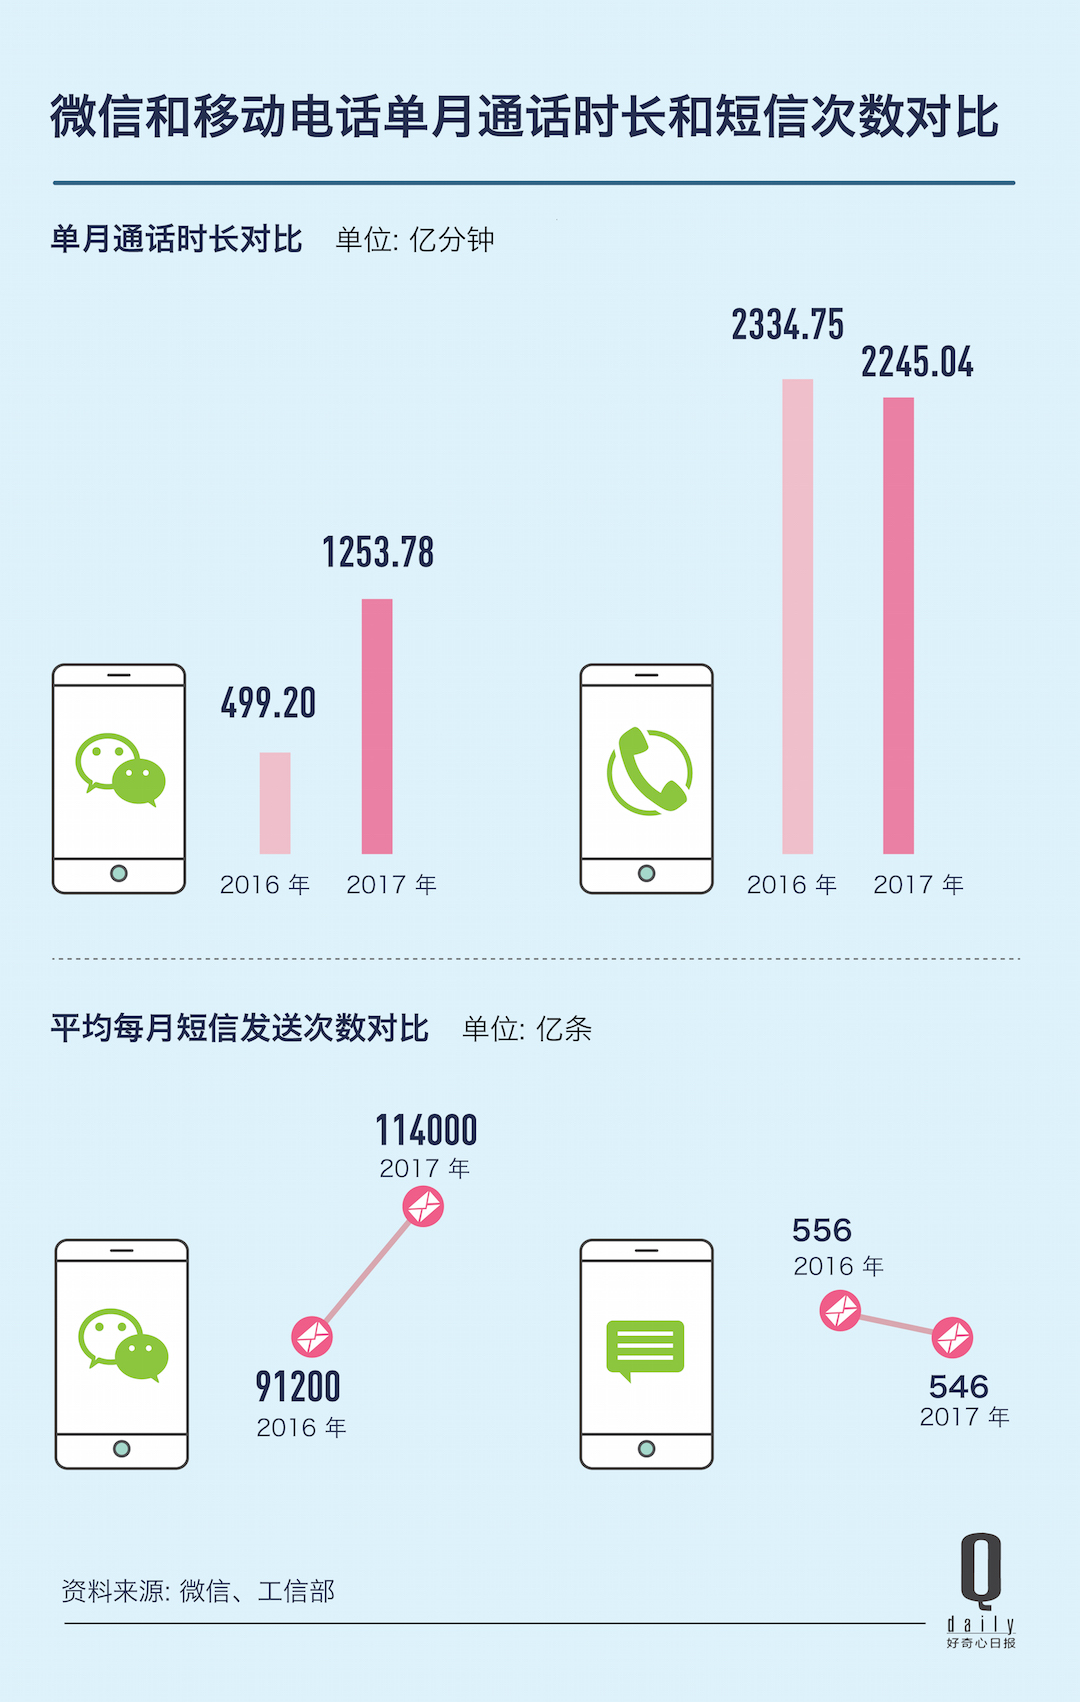 微信和移动电话单月通话时长和短信次数对比
单月通话时长对比 单位: 亿分钟
2334.75
2245.04
1253.78
499.20
2016 年 2017 年 2016 年 2017 年
平均每月短信发送次数对比 单位: 亿条
114000
2017 年
556
2016 年
91200
2016 年
546
2017 年
资料来源: 微信、工信部
Q
daily
好奇心日报